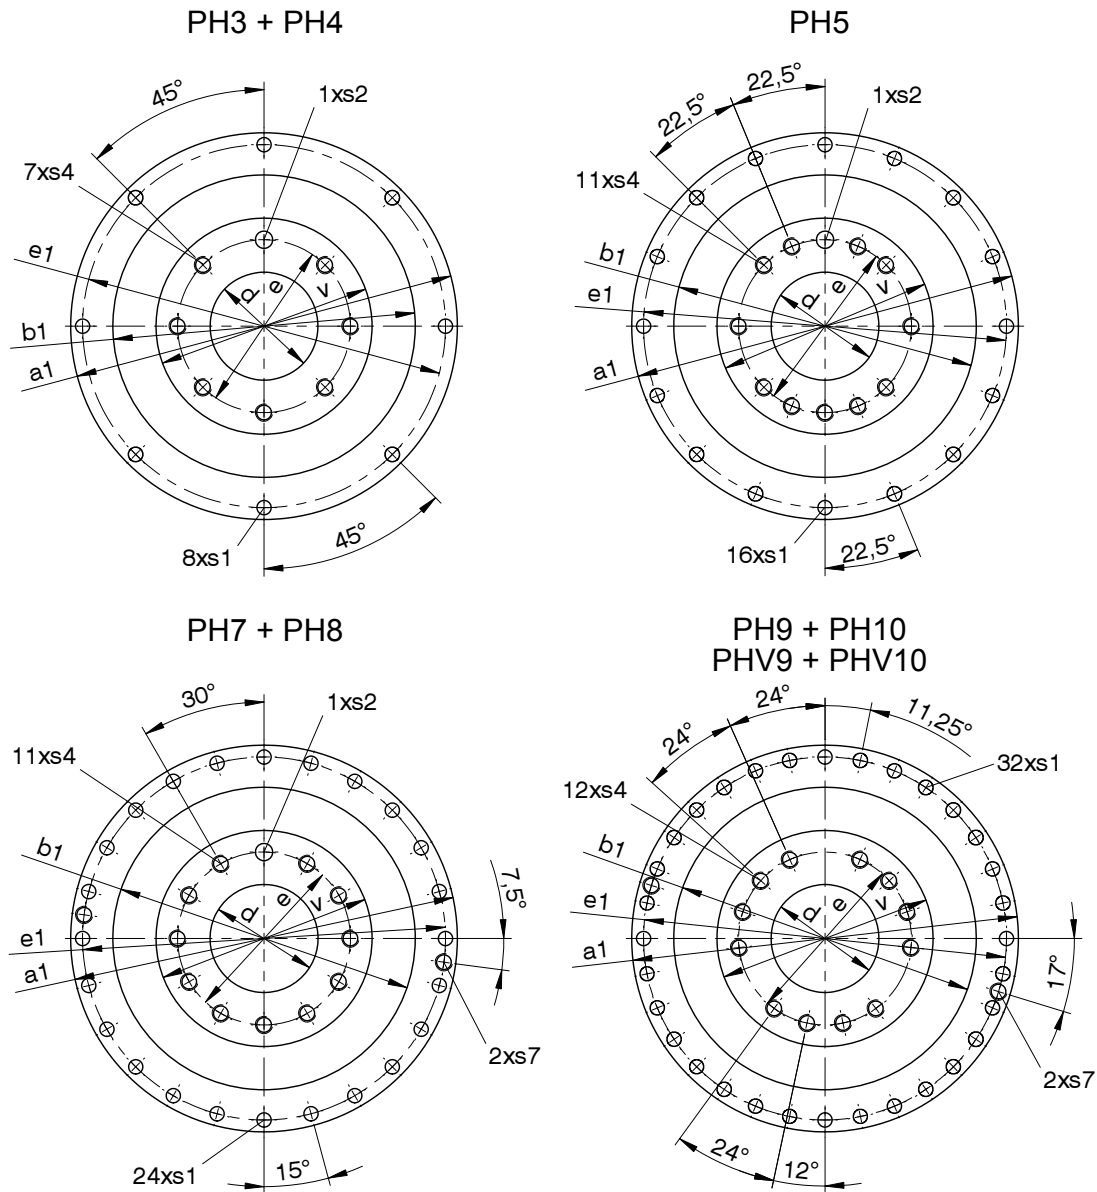 PH3 + PH4
45°
1xs2
7xs4
e1
b1
a1
d
e
v
8xs1
45°
PH5
22,5°
22,5°
1xs2
11xs4
b1
e1
a1
d
e
v
16xs1
22,5°
PH7 + PH8
30°
1xs2
11xs4
b1
e1
a1
d
e
v
7,5°
2xs7
24xs1
15°
PH9 + PH10
PHV9 + PHV10
24°
24°
11,25°
32xs1
12xs4
b1
e1
a1
d
e
v
17°
2xs7
24°
12°